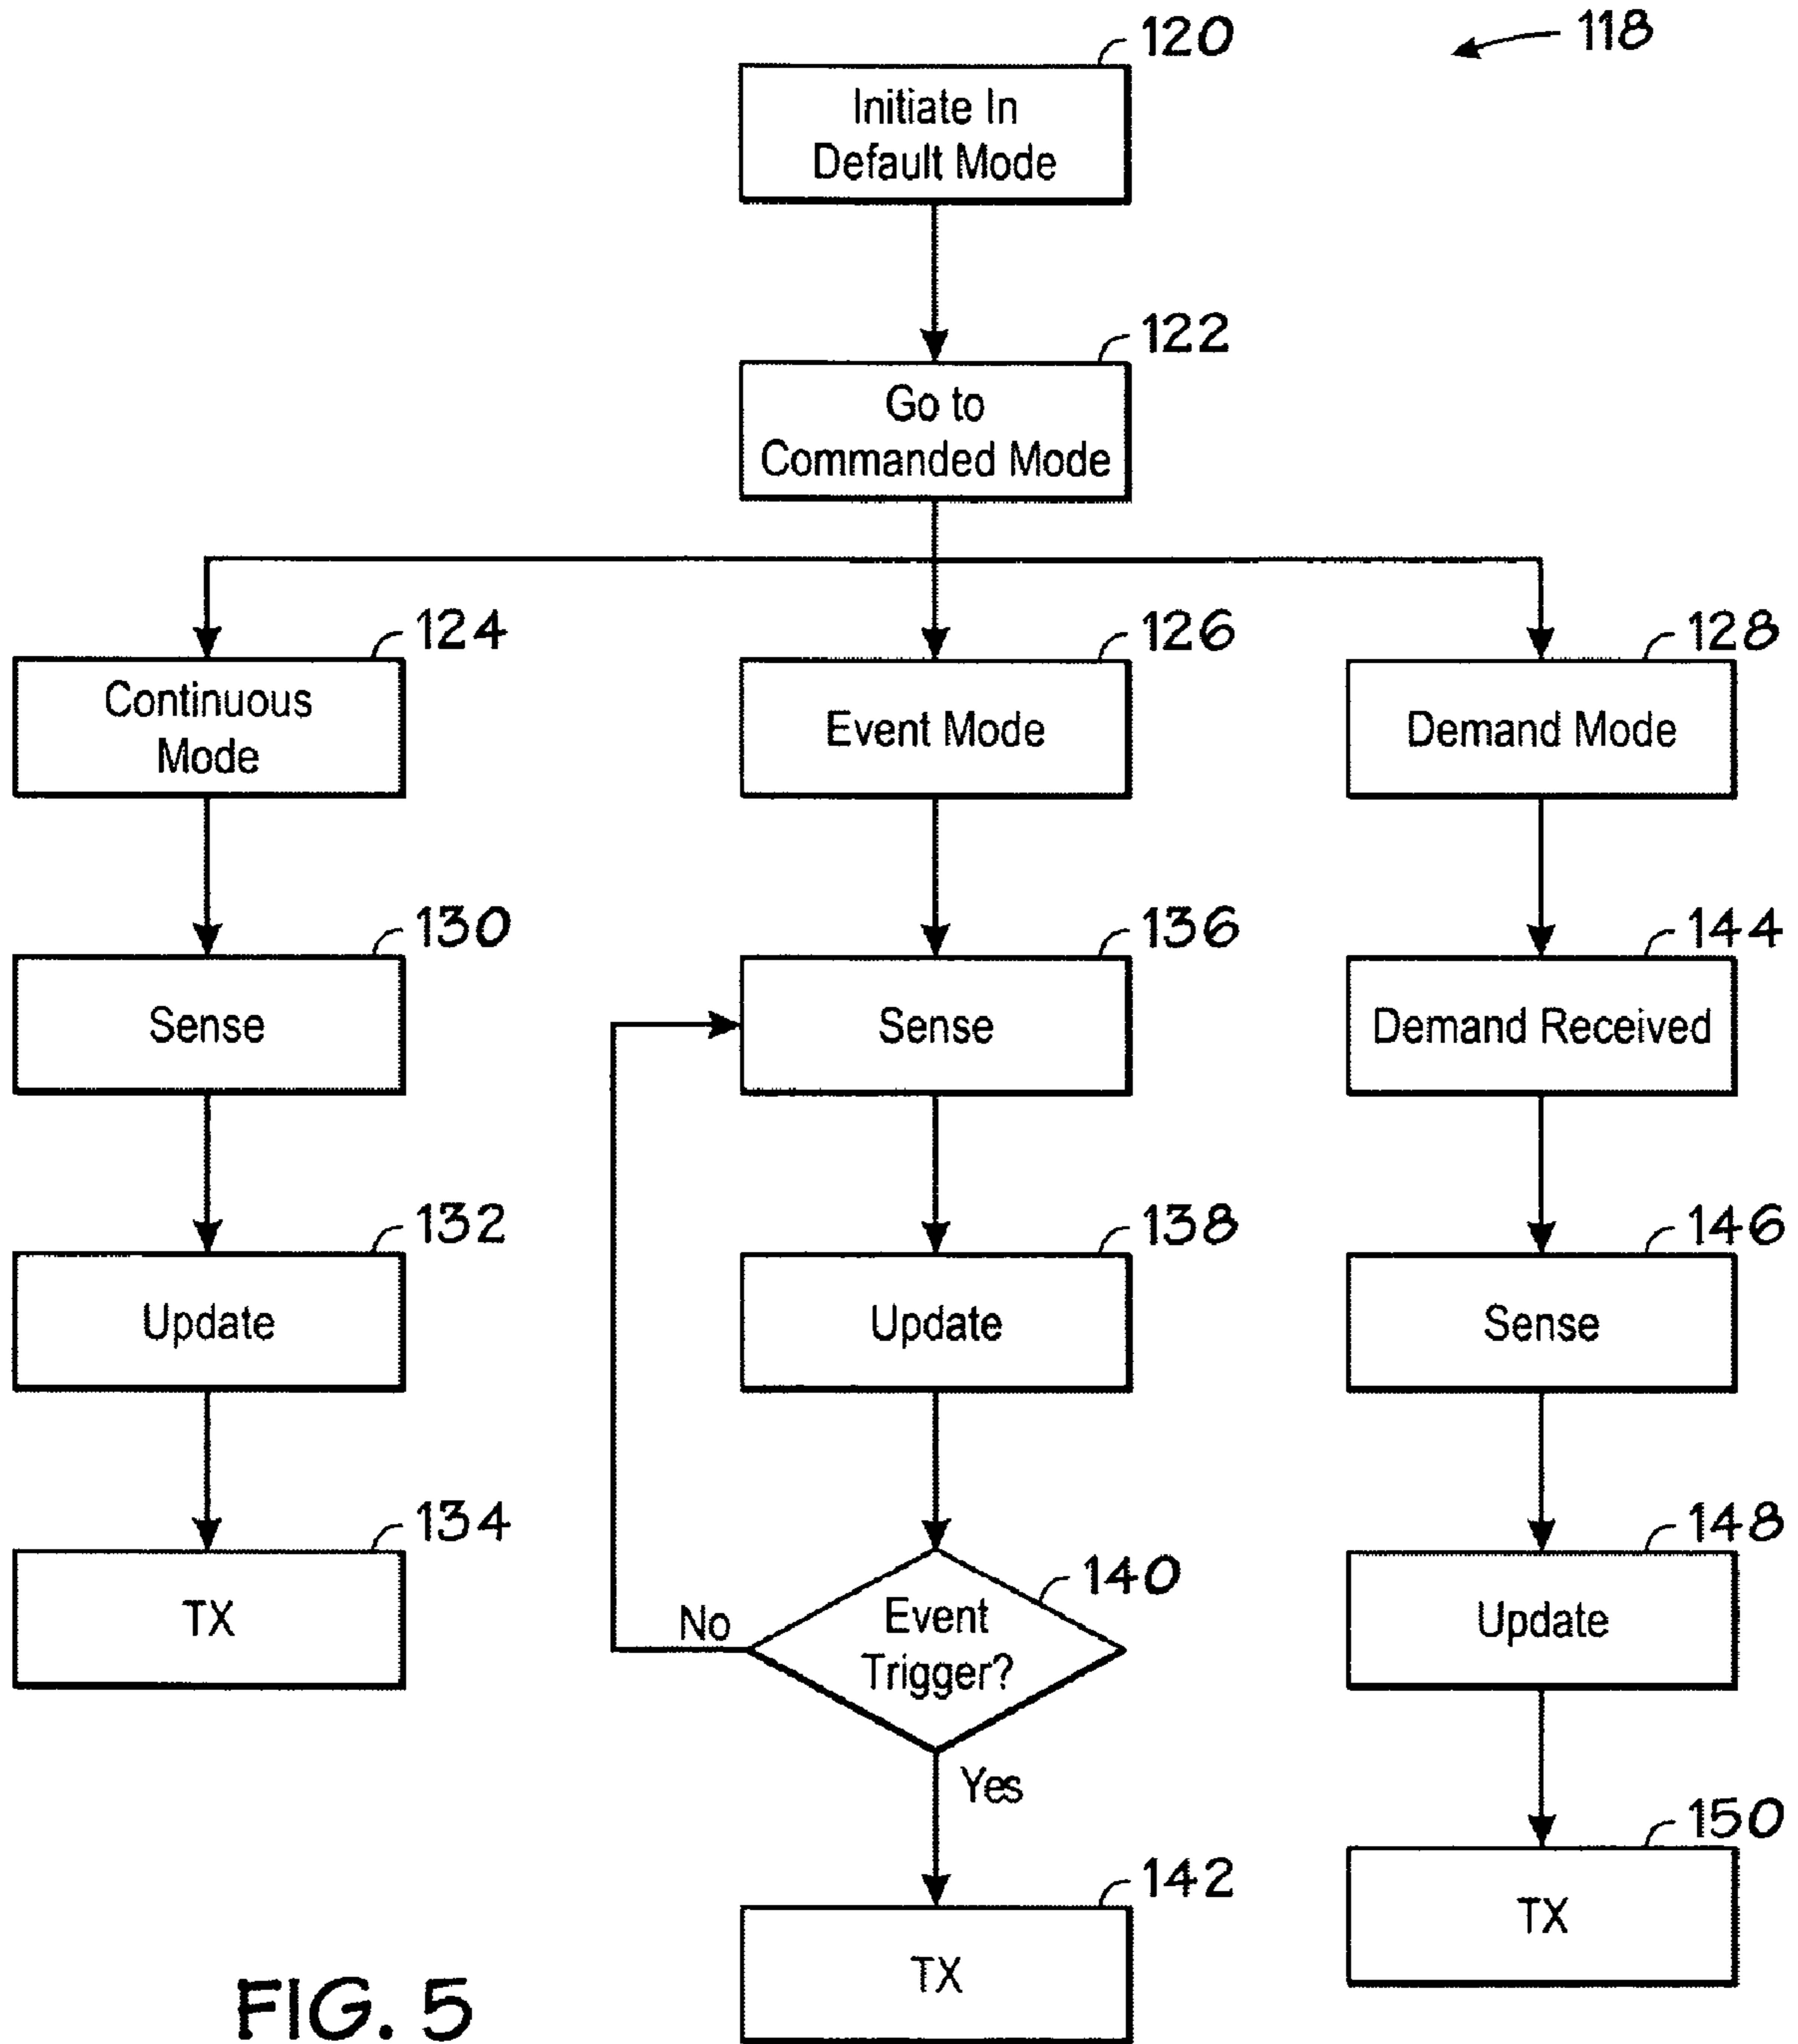 118
120
Initiate In
Default Mode
122
Go to
Commanded Mode
124
Continuous
Mode
126
Event Mode
128
Demand Mode
130
Sense
136
Sense
144
Demand Received
132
Update
138
Update
146
Sense
134
TX
140
Event
Trigger?
No
Yes
148
Update
142
TX
150
TX
FIG. 5